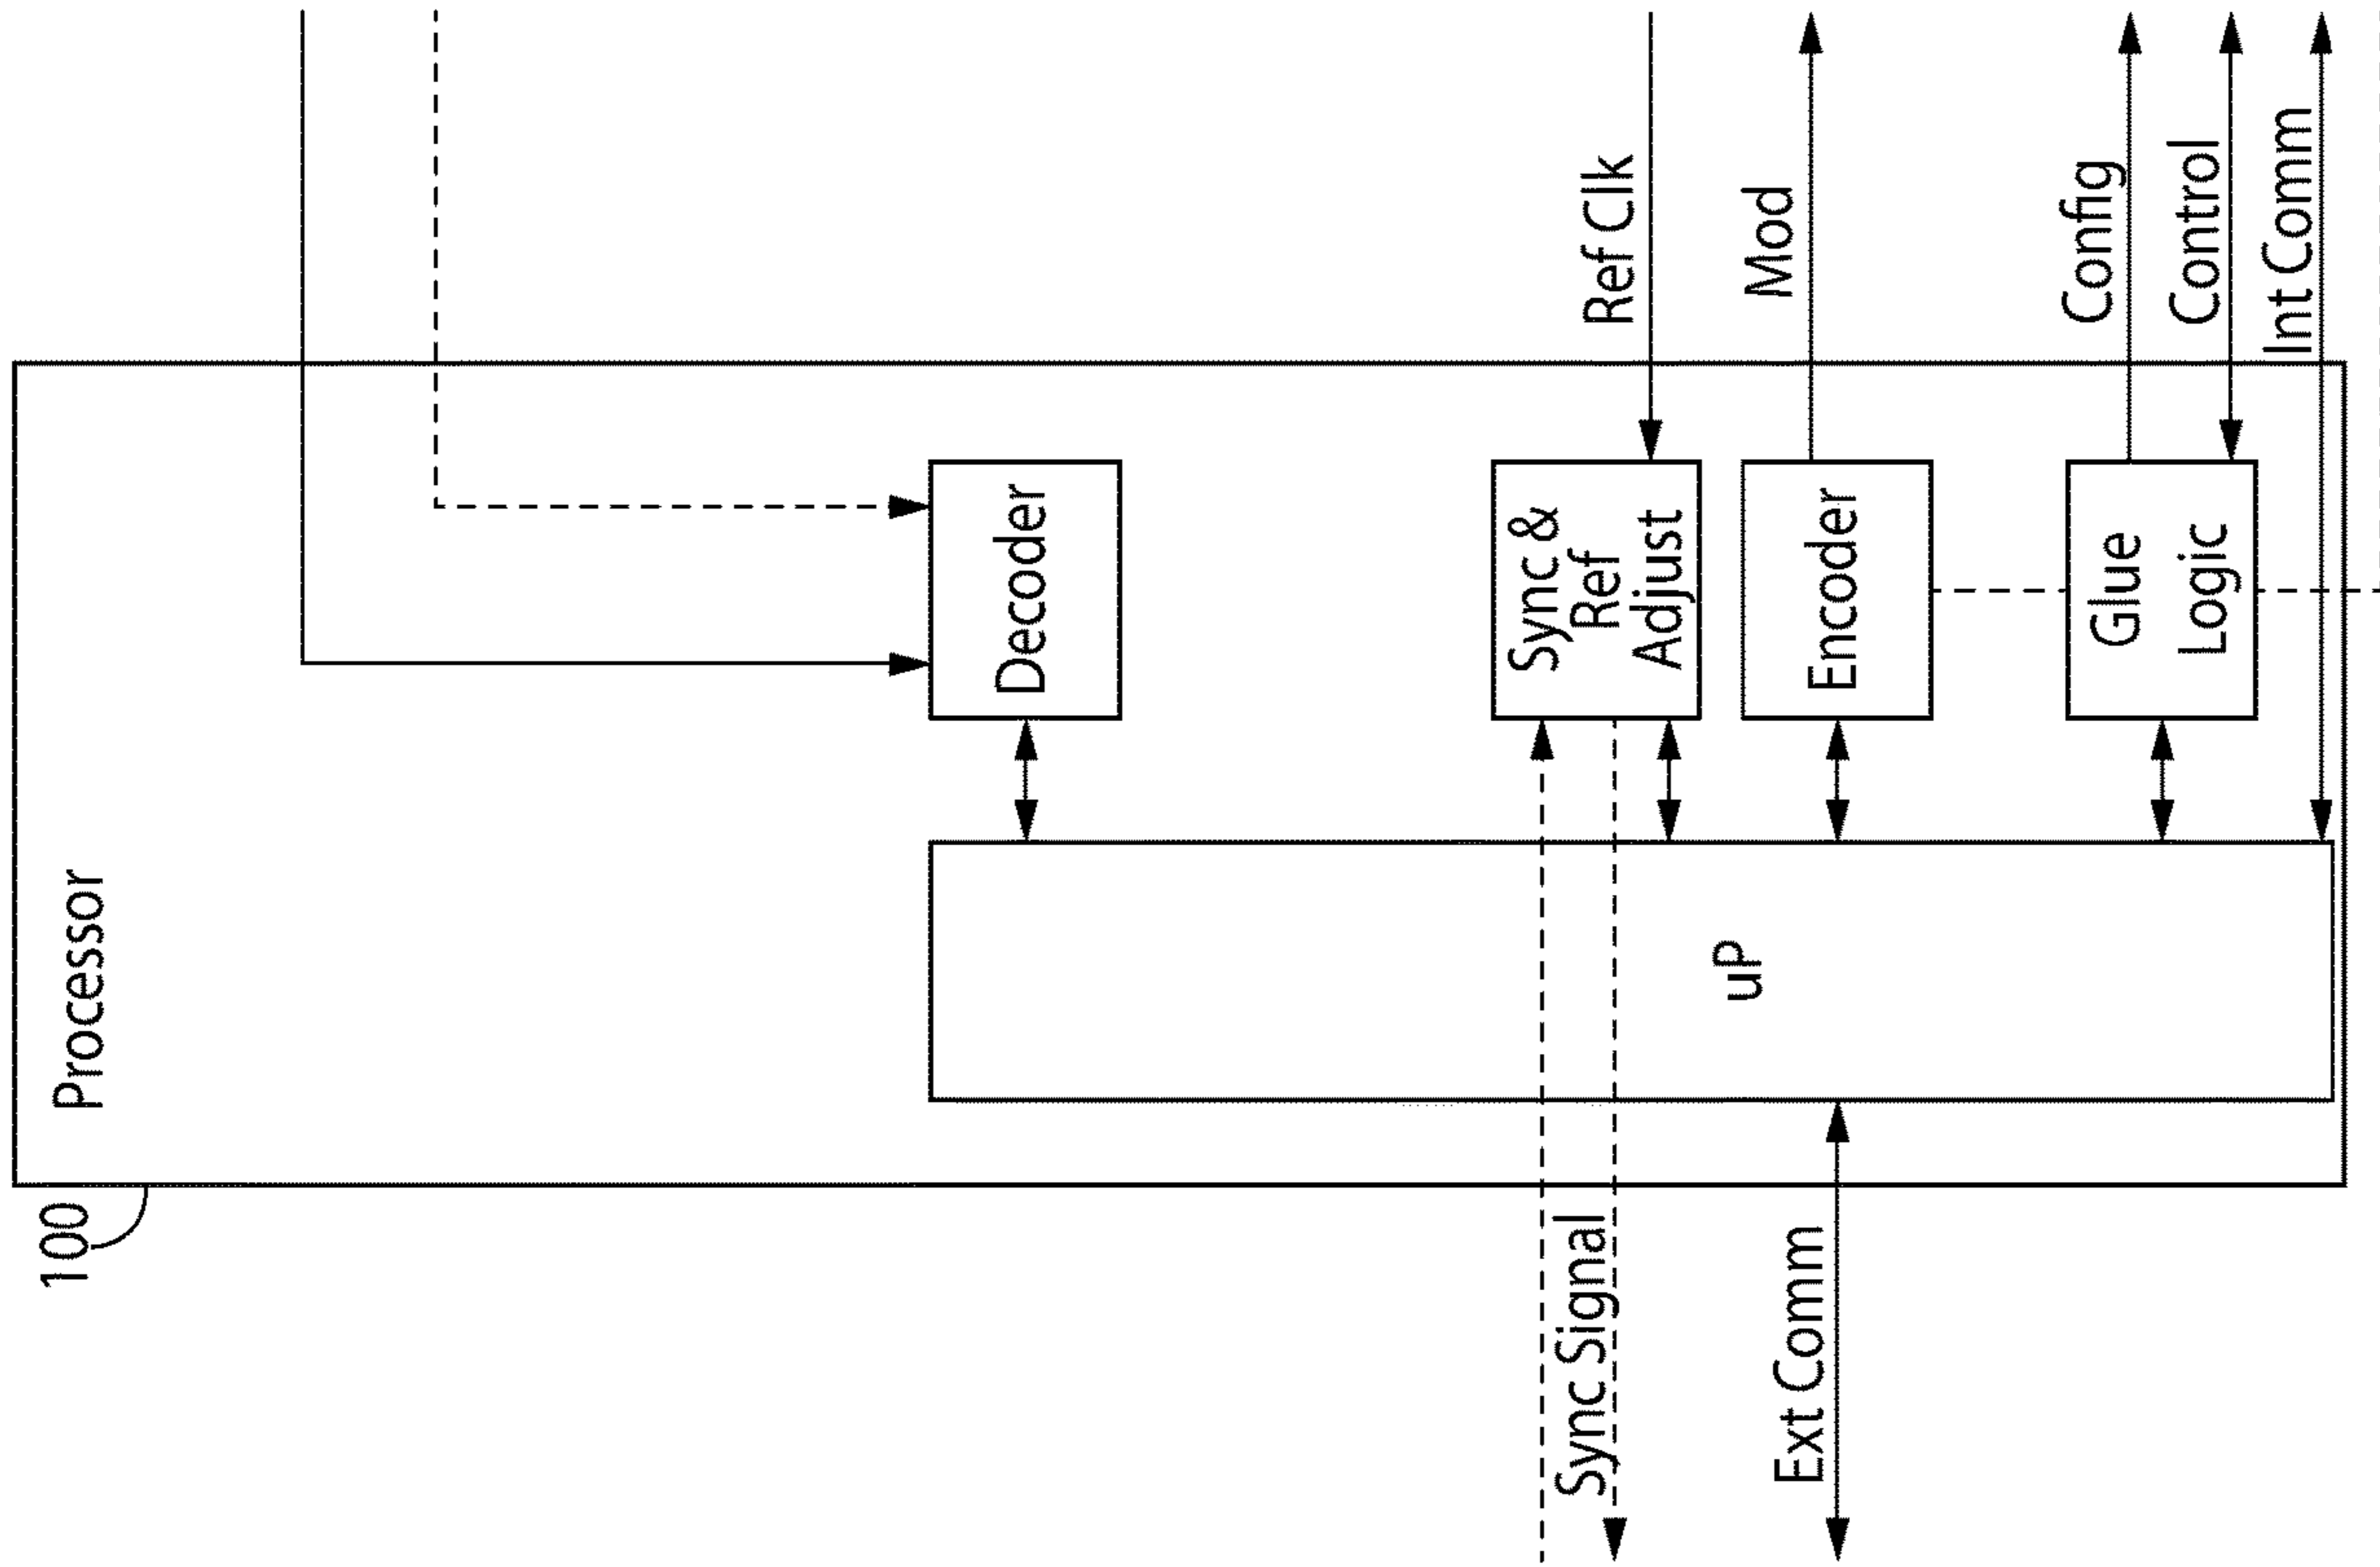 100
Processor
Decoder
Sync &
Ref
Adjust
Encoder
Glue
Logic
uP
Ref Clk
Mod
Config
Control
Int Comm
Sync Signal
Ext Comm